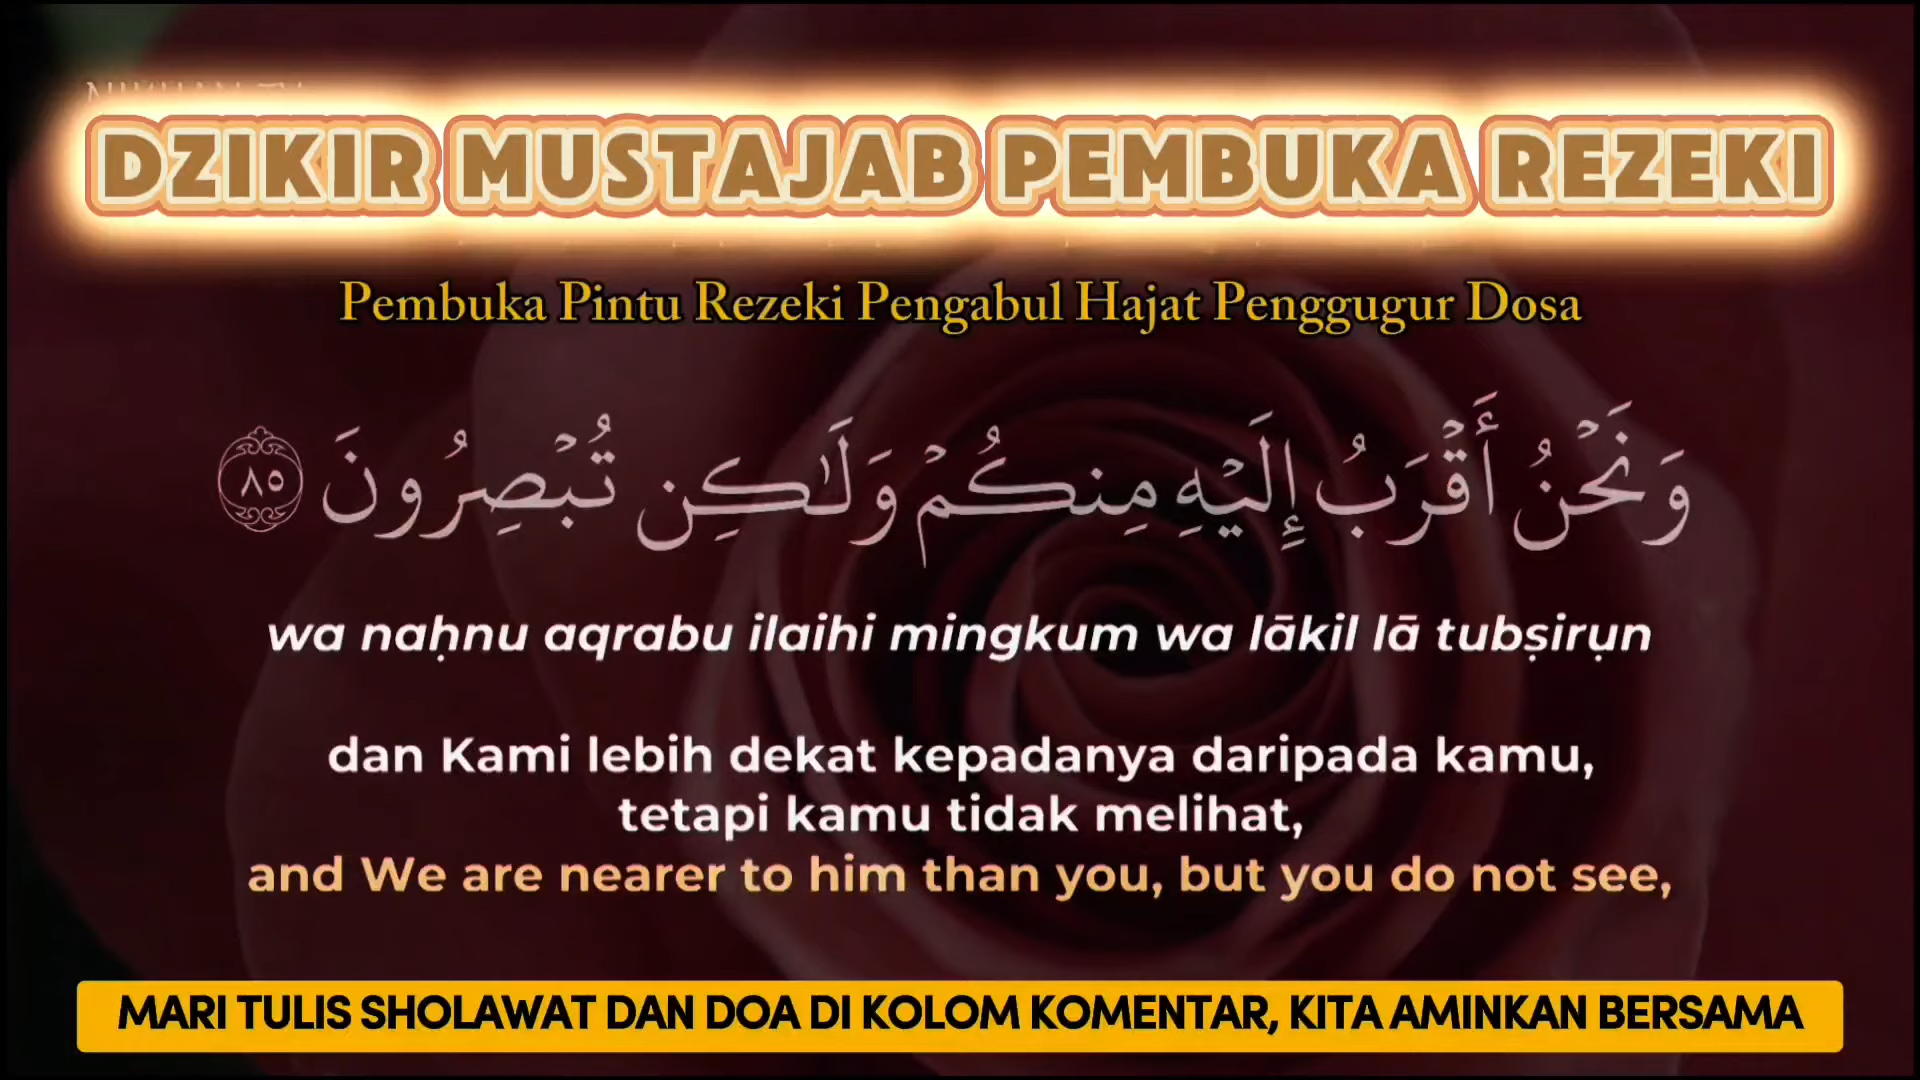 DZIKIR MUSTAJAB PEMBUKA REZEKI
Pembuka Pintu Rezeki Pengabul Hajat Penggugur Dosa
وَنَحْنُ أَقْرَبُ إِلَيْهِ مِنكُمْ وَلَٰكِن تُبْصِرُونَ ٨٥
wa naḥnu aqrabu ilaihi mingkum wa lākil lā tubṣirụn
dan Kami lebih dekat kepadanya daripada kamu,
tetapi kamu tidak melihat,
and We are nearer to him than you, but you do not see,
MARI TULIS SHOLAWAT DAN DOA DI KOLOM KOMENTAR, KITA AMINKAN BERSAMA